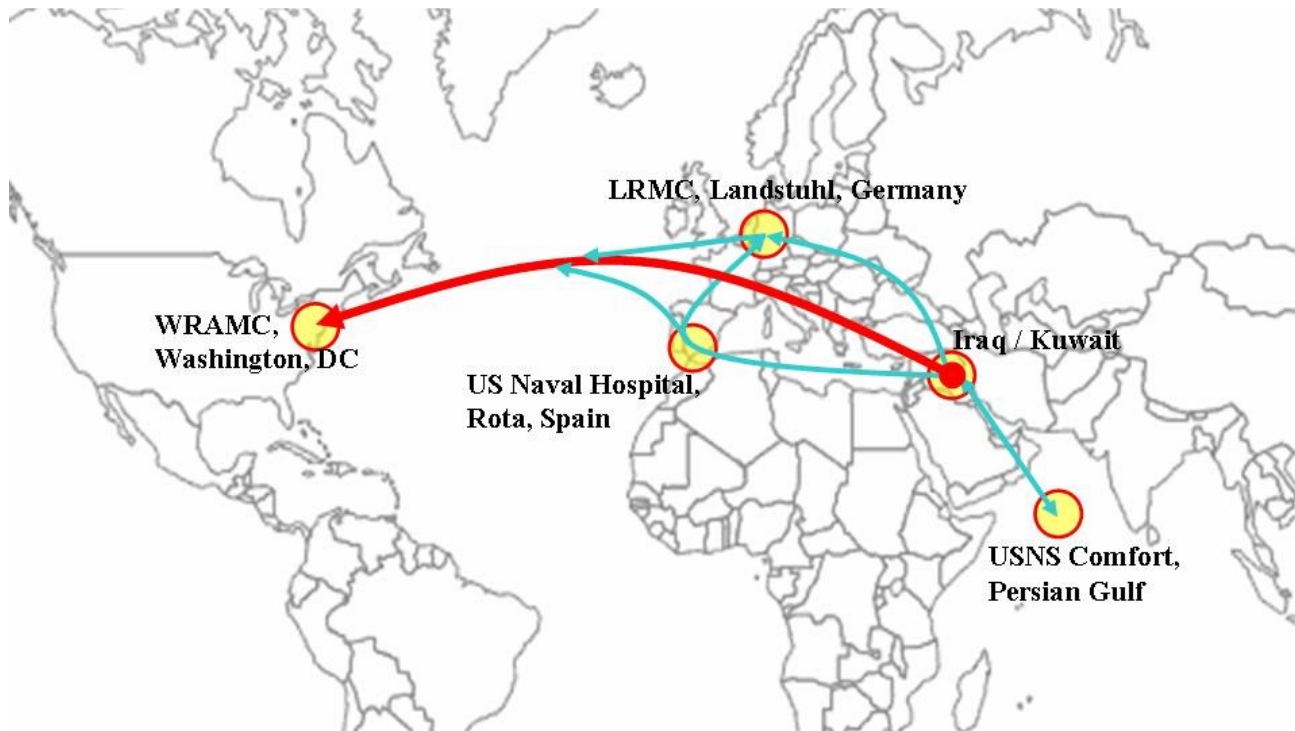 LRMC, Landstuhl, Germany
WRAMC,
Washington, DC
Iraq / Kuwait
US Naval Hospital,
Rota, Spain
USNS Comfort,
Persian Gulf